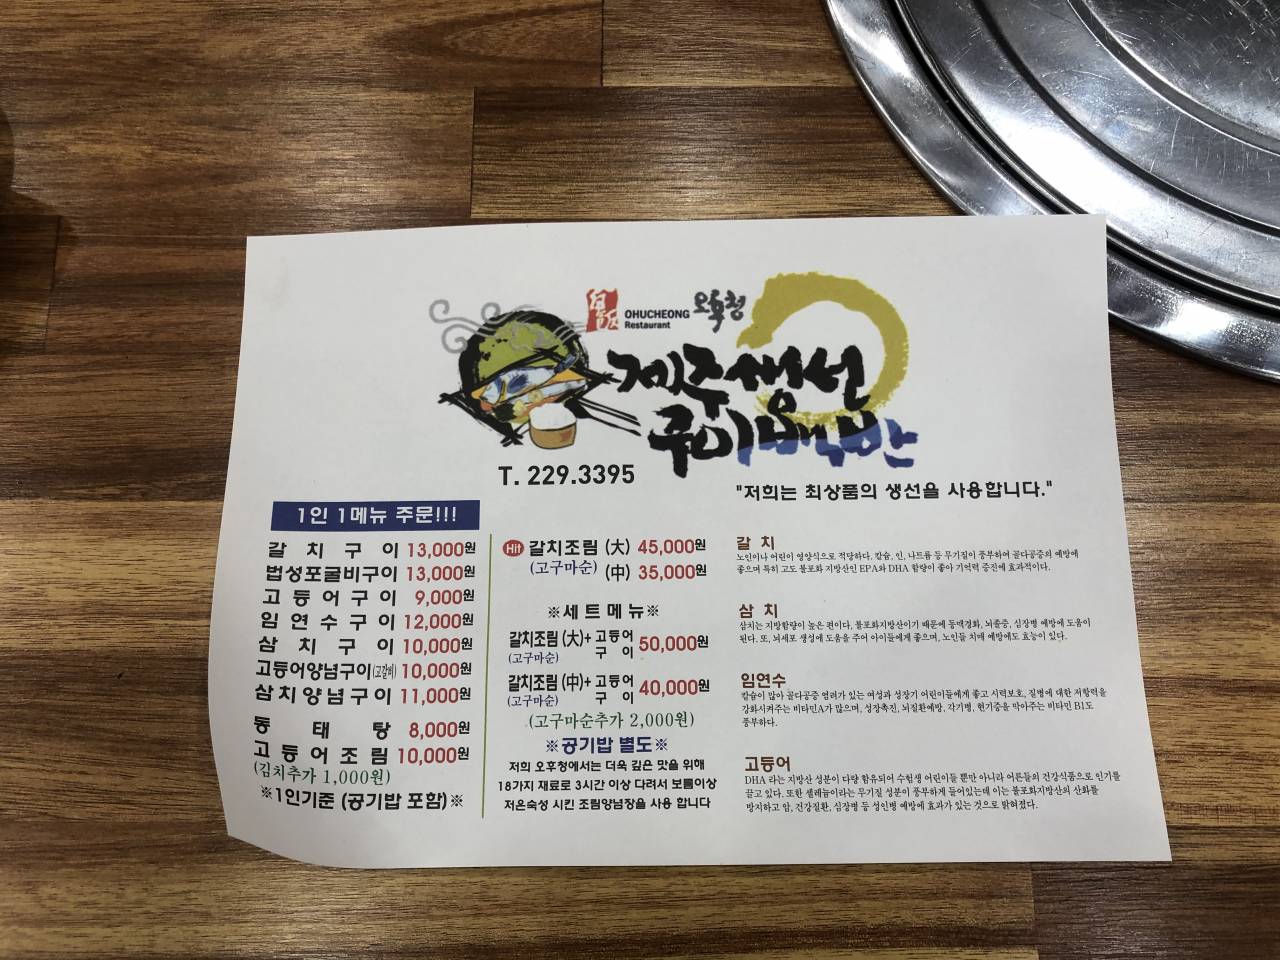 OHUCHEONG
Restaurant
오후청
제주생선
구이백반
T. 229.3395
"저희는 최상품의 생선을 사용합니다."
1인 1메뉴 주문!!!
갈치구이 13,000원
법성포굴비구이 13,000원
고등어구이 9,000원
임연수구이 12,000원
삼치구이 10,000원
고등어양념구이(고갈비) 10,000원
삼치양념구이 11,000원
동태탕 8,000원
고등어조림 10,000원
(김치추가 1,000원)
※1인기준 (공기밥 포함)※
Hit 갈치조림 (大) 45,000원
(고구마순) (中) 35,000원
※세트메뉴※
갈치조림(大)+ 고등어구이 50,000원
(고구마순)
갈치조림(中)+ 고등어구이 40,000원
(고구마순)
(고구마순추가 2,000원)
※공기밥 별도※
저희 오후청에서는 더욱 깊은 맛을 위해
18가지 재료로 3시간 이상 다려서 보름이상
저온숙성 시킨 조림양념장을 사용 합니다
갈 치
노인이나 어린이 영양식으로 적당하다. 칼슘, 인, 나트륨 등 무기질이 풍부하여 골다공증의 예방에
좋으며 특히 고도 불포화 지방산인 EPA와 DHA 함량이 좋아 기억력 증진에 효과적이다.
삼 치
삼치는 지방함량이 높은 편이다, 불포화지방산이기 때문에 동맥경화, 뇌졸중, 심장병 예방에 도움이
된다. 또, 뇌세포 생성에 도움을 주어 아이들에게 좋으며, 노인들 치매 예방에도 효능이 있다.
임연수
칼슘이 많아 골다공증 염려가 있는 여성과 성장기 어린이들에게 좋고 시력보호, 질병에 대한 저항력을
강화시켜주는 비타민A가 많으며, 성장촉진, 뇌질환예방, 각기병, 현기증을 막아주는 비타민 B1도
풍부하다.
고등어
DHA 라는 지방산 성분이 다량 함유되어 수험생 어린이들 뿐만 아니라 어른들의 건강식품으로 인기를
끌고 있다. 또한 셀레늄이라는 무기질 성분이 풍부하게 들어있는데 이는 불포화지방산의 산화를
방지하고 암, 간강질환, 심장병 등 성인병 예방에 효과가 있는 것으로 밝혀졌다.